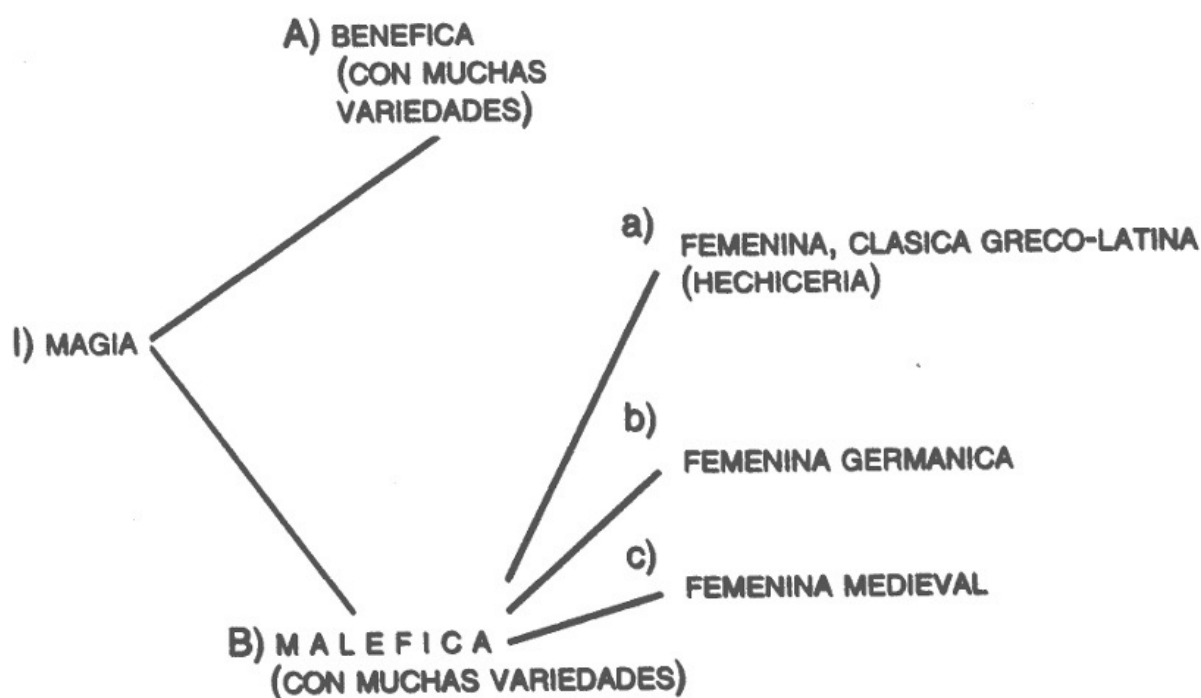 A) BENEFICA
(CON MUCHAS
VARIEDADES)
a) FEMENINA, CLASICA GRECO-LATINA
(HECHICERIA)
I) MAGIA
b) FEMENINA GERMANICA
c) FEMENINA MEDIEVAL
B) MALEFICA
(CON MUCHAS VARIEDADES)